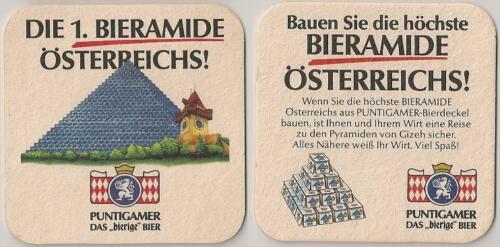 DIE 1. BIERAMIDE
ÖSTERREICHS!
PUNTIGAMER
DAS „bierige" BIER
Bauen Sie die höchste
BIERAMIDE
ÖSTERREICHS!
Wenn Sie die höchste BIERAMIDE
Österreichs aus PUNTIGAMER-Bierdeckel
bauen, ist Ihnen und Ihrem Wirt eine Reise
zu den Pyramiden von Gizeh sicher.
Alles Nähere weiß Ihr Wirt. Viel Spaß!
PUNTIGAMER
DAS „bierige" BIER